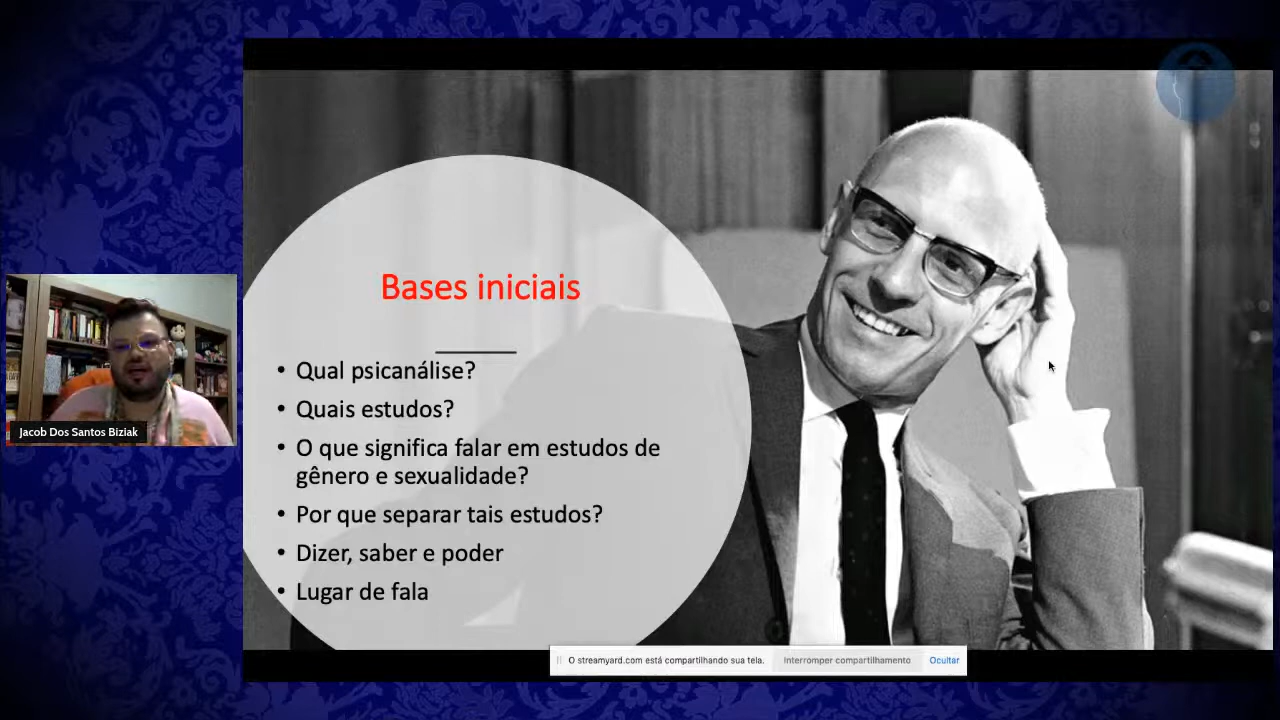 Bases iniciais
• Qual psicanálise?
• Quais estudos?
• O que significa falar em estudos de
gênero e sexualidade?
• Por que separar tais estudos?
• Dizer, saber e poder
• Lugar de fala
Jacob Dos Santos Biziak
O streamyard.com está compartilhando sua tela.
Interromper compartilhamento
Ocultar